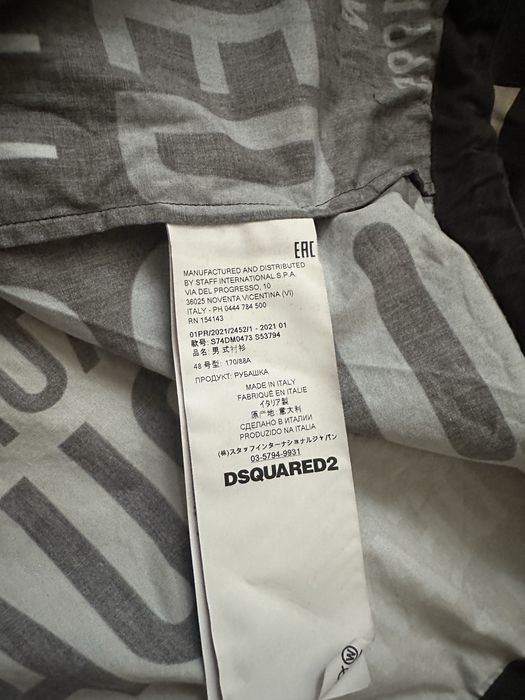 EAC
MANUFACTURED AND DISTRIBUTED
BY STAFF INTERNATIONAL S.P.A.
VIA DEL PROGRESSO, 10
36025 NOVENTA VICENTINA (VI)
ITALY - PH 0444 784 500
RN 154143
01PR/2021/2452/1 - 2021 01
款号: S74DM0473 S53794
品名: 男式衬衫
48 号型: 170/88A
ПРОДУКТ: РУБАШКА
MADE IN ITALY
FABRIQUÉ EN ITALIE
イタリア製
原产地: 意大利
СДЕЛАНО В ИТАЛИИ
PRODUZIDO NA ITALIA
(株)スタッフインターナショナルジャパン
03-5794-9931
DSQUARED2